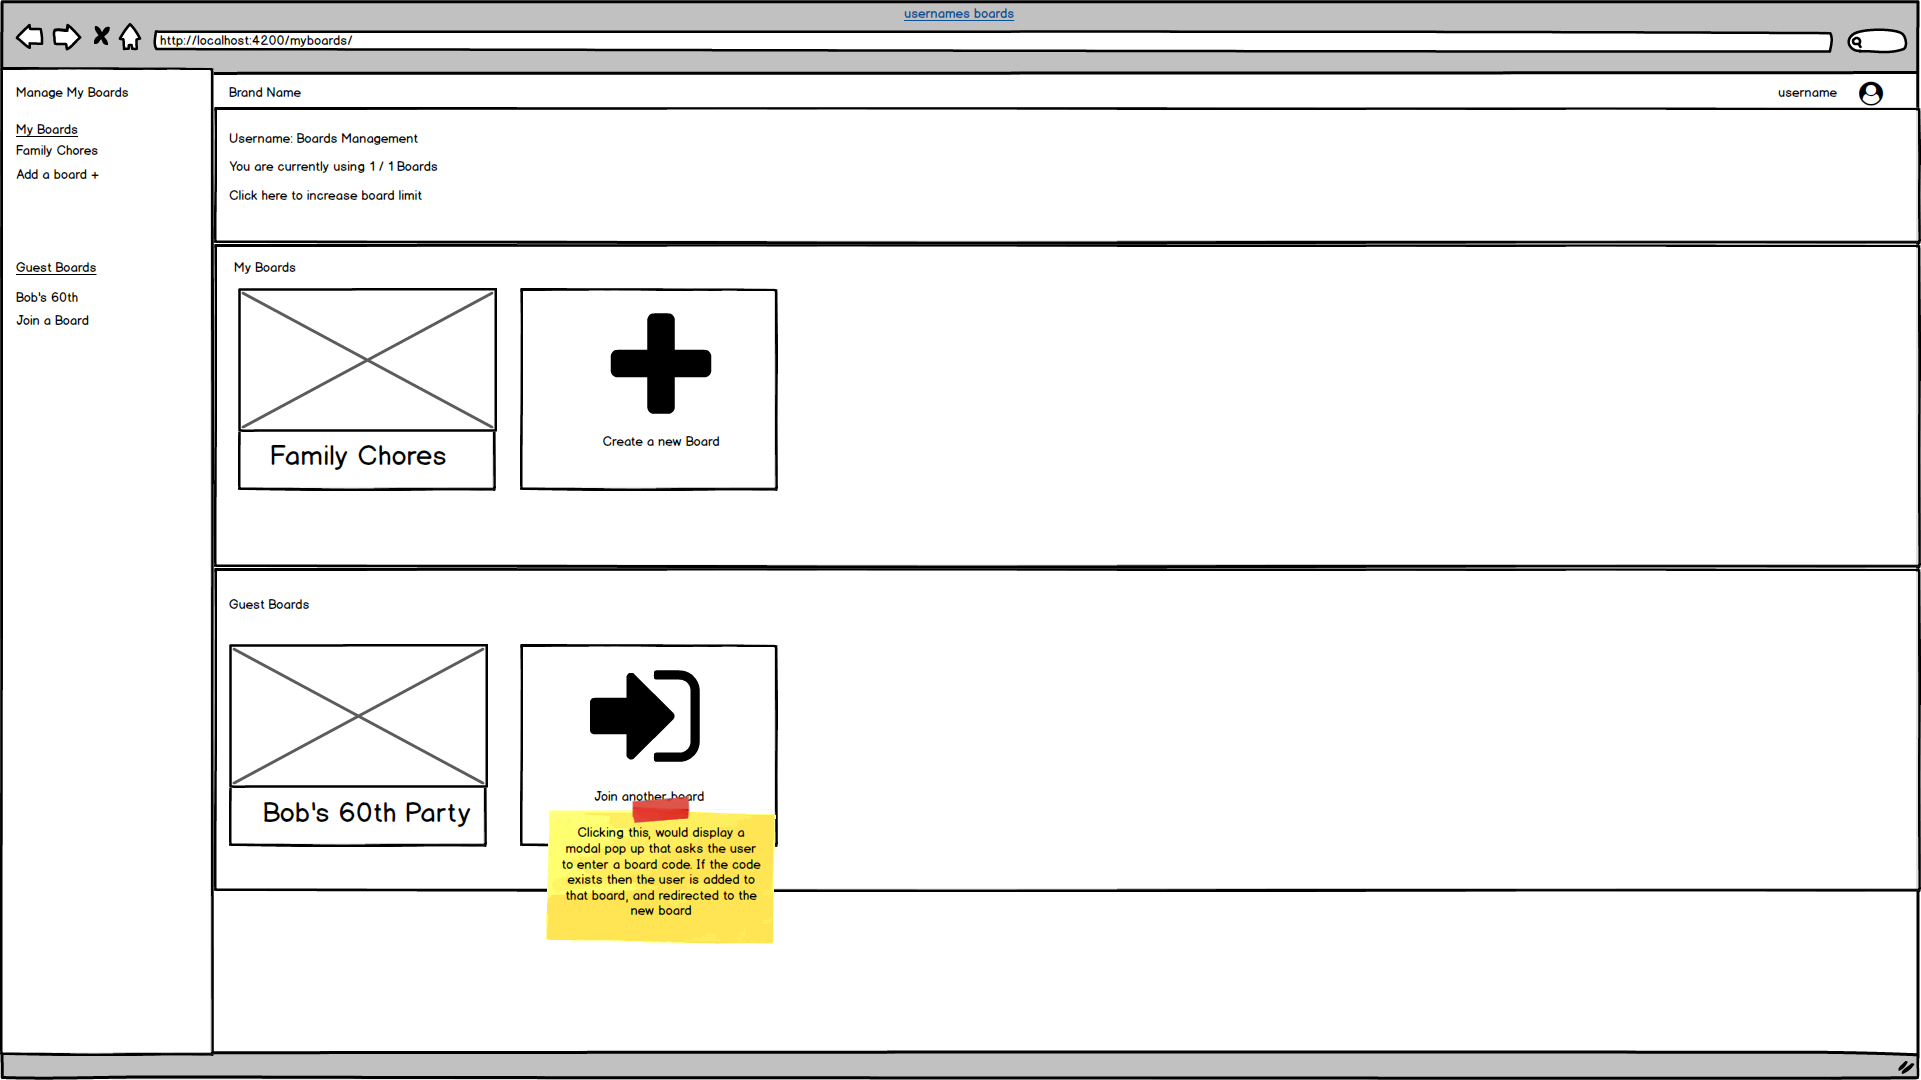 usernames boards
http://localhost:4200/myboards/
Manage My Boards
My Boards
Family Chores
Add a board +
Guest Boards
Bob's 60th
Join a Board
Brand Name
username
Username: Boards Management
You are currently using 1 / 1 Boards
Click here to increase board limit
My Boards
Family Chores
Create a new Board
Guest Boards
Bob's 60th Party
Join another board
Clicking this, would display a
modal pop up that asks the user
to enter a board code. If the code
exists then the user is added to
that board, and redirected to the
new board